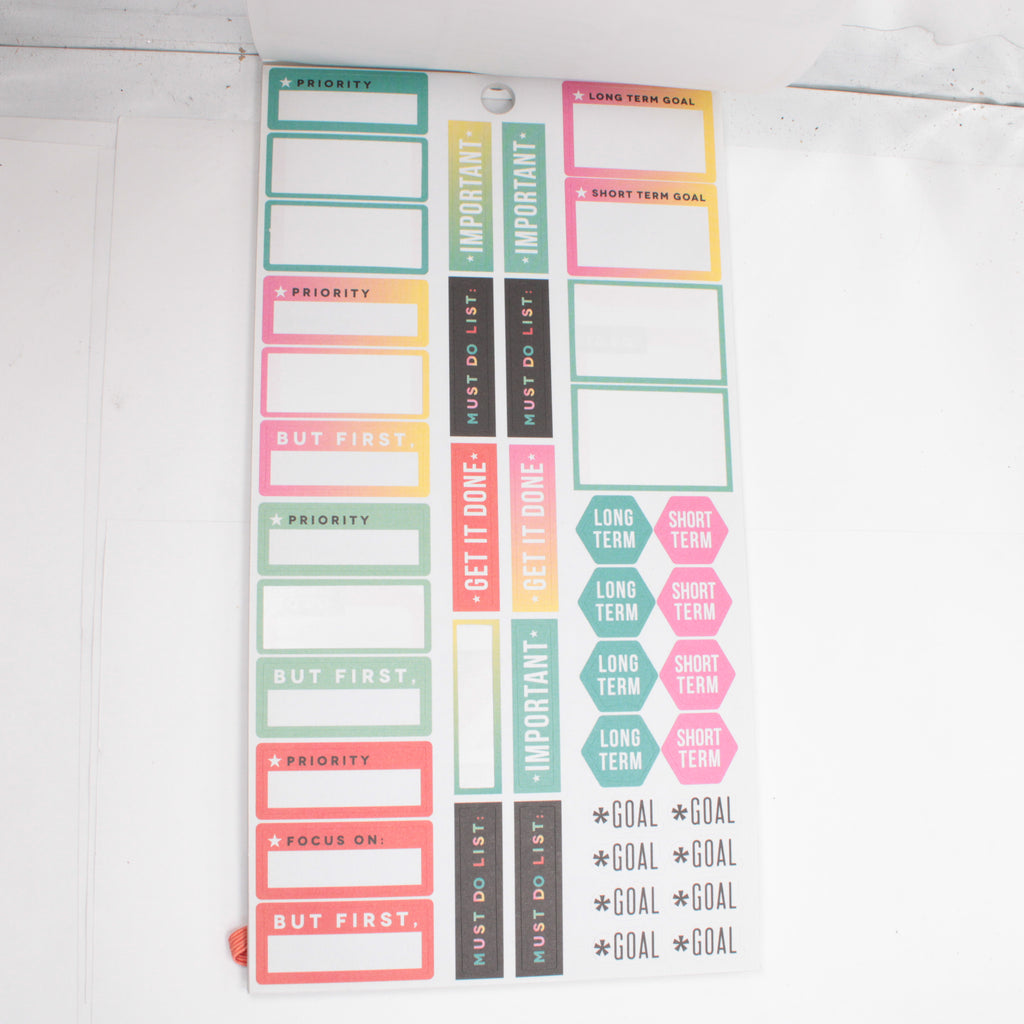 ★PRIORITY
★PRIORITY
BUT FIRST,
★PRIORITY
BUT FIRST,
★PRIORITY
★FOCUS ON:
BUT FIRST,
★IMPORTANT★
★IMPORTANT★
MUST DO LIST:
MUST DO LIST:
★GET IT DONE★
★GET IT DONE★
★IMPORTANT★
MUST DO LIST:
MUST DO LIST:
★LONG TERM GOAL
★SHORT TERM GOAL
LONG
TERM
SHORT
TERM
LONG
TERM
SHORT
TERM
LONG
TERM
SHORT
TERM
LONG
TERM
SHORT
TERM
*GOAL *GOAL
*GOAL *GOAL
*GOAL *GOAL
*GOAL *GOAL